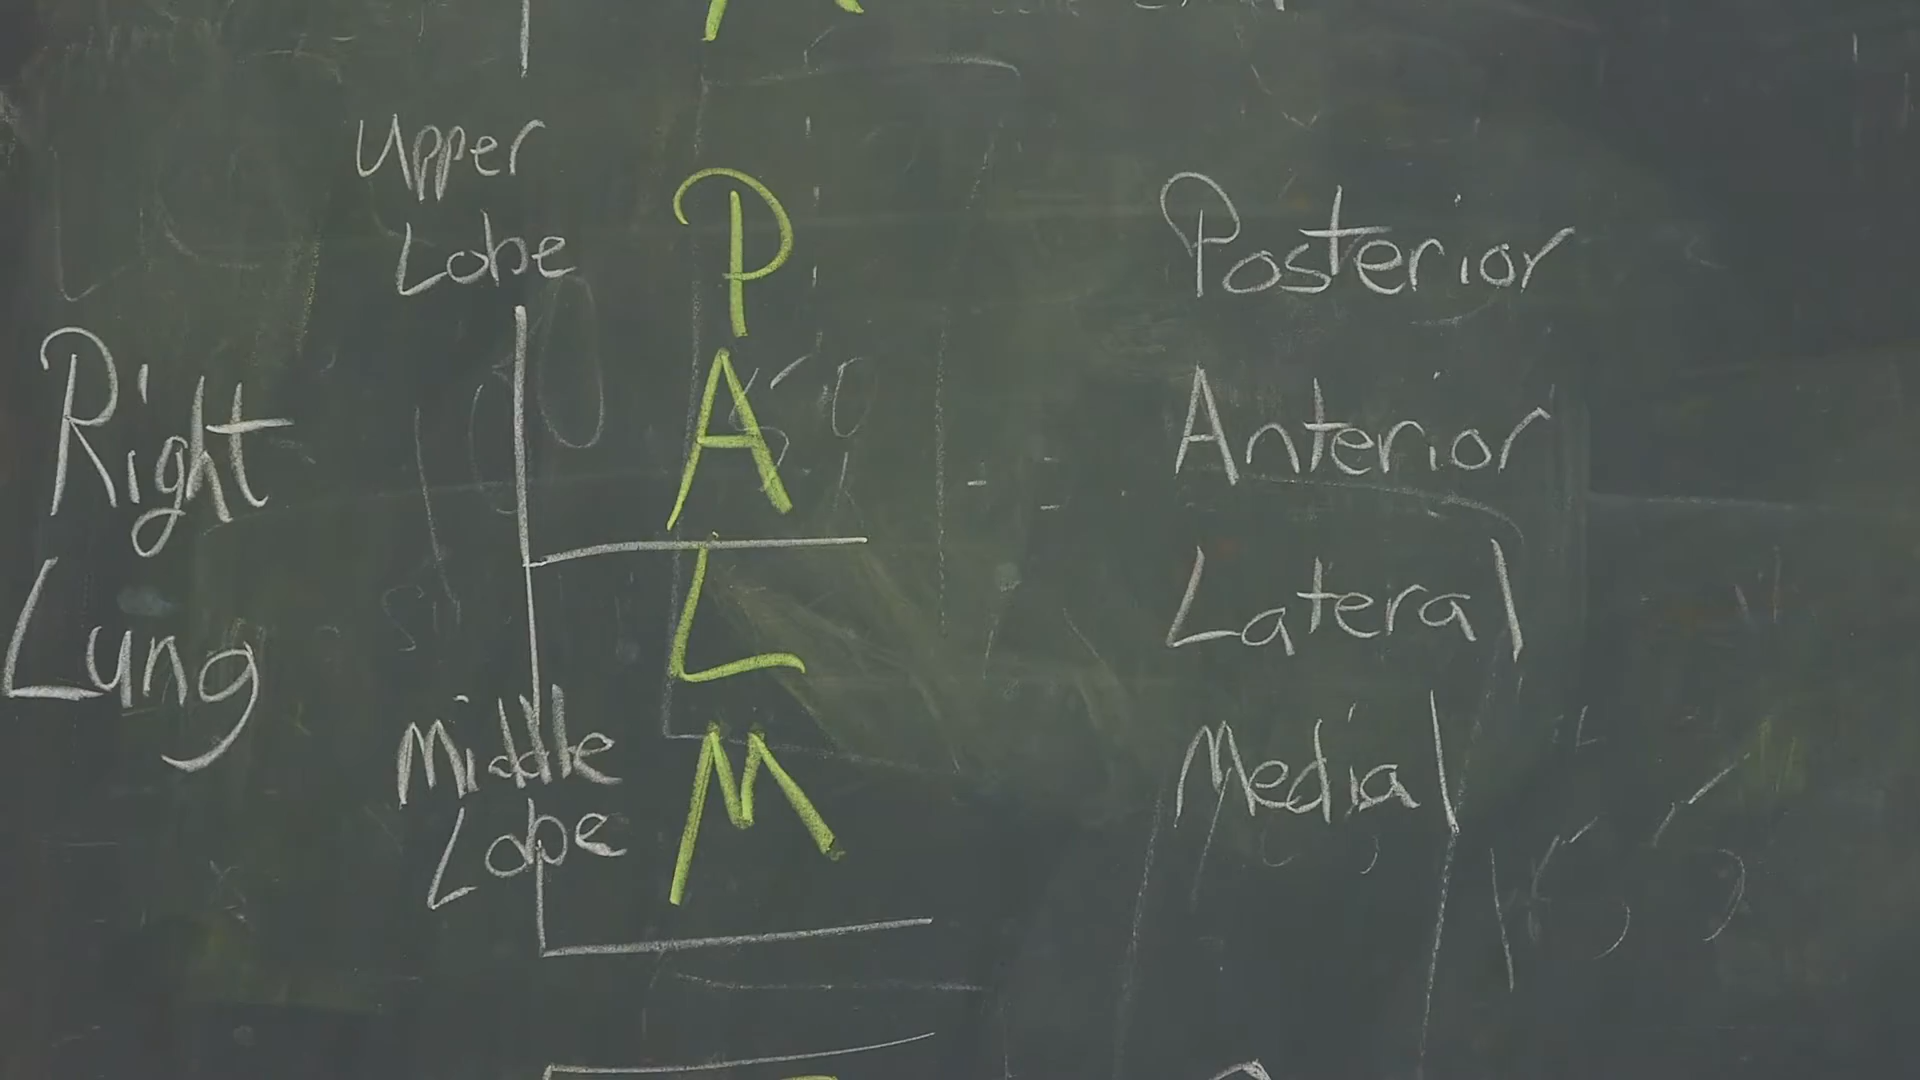 Upper
Lobe
P Posterior
A Anterior
Right
Lung
L Lateral
Middle
Lobe
M Medial